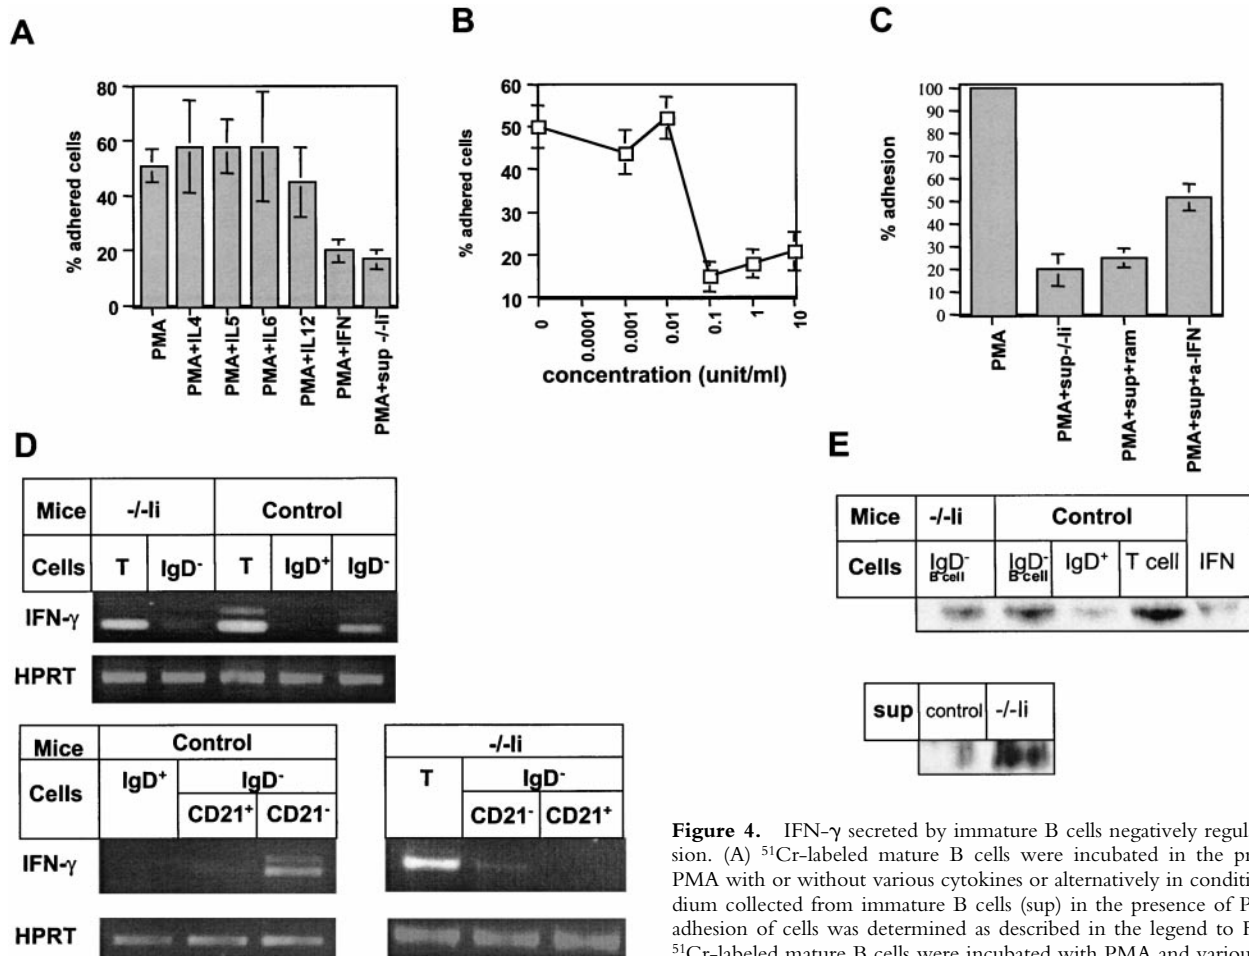 A
% adhered cells
80
60
40
20
0
PMA
PMA+IL4
PMA+IL5
PMA+IL6
PMA+IL12
PMA+IFN
PMA+sup -/-Ii
B
% adhered cells
60
50
40
30
20
10
0
0.0001
0.001
0.01
0.1
1
10
concentration (unit/ml)
C
% adhesion
100
90
80
70
60
50
40
30
20
10
0
PMA
PMA+sup-/-Ii
PMA+sup+ram
PMA+sup+a-IFN
D
Mice -/-Ii Control
Cells T IgD- T IgD+ IgD-
IFN-γ
HPRT
Mice Control
Cells IgD+ IgD-
CD21+ CD21-
IFN-γ
HPRT
-/-Ii
T IgD-
CD21- CD21+
E
Mice -/-Ii Control
Cells IgD- B cell IgD- B cell IgD+ T cell IFN
sup control -/-Ii
Figure 4. IFN-γ secreted by immature B cells negatively regul
sion. (A) 51Cr-labeled mature B cells were incubated in the pr
PMA with or without various cytokines or alternatively in conditi
dium collected from immature B cells (sup) in the presence of P
adhesion of cells was determined as described in the legend to F
51Cr-labeled mature B cells were incubated with PMA and variou